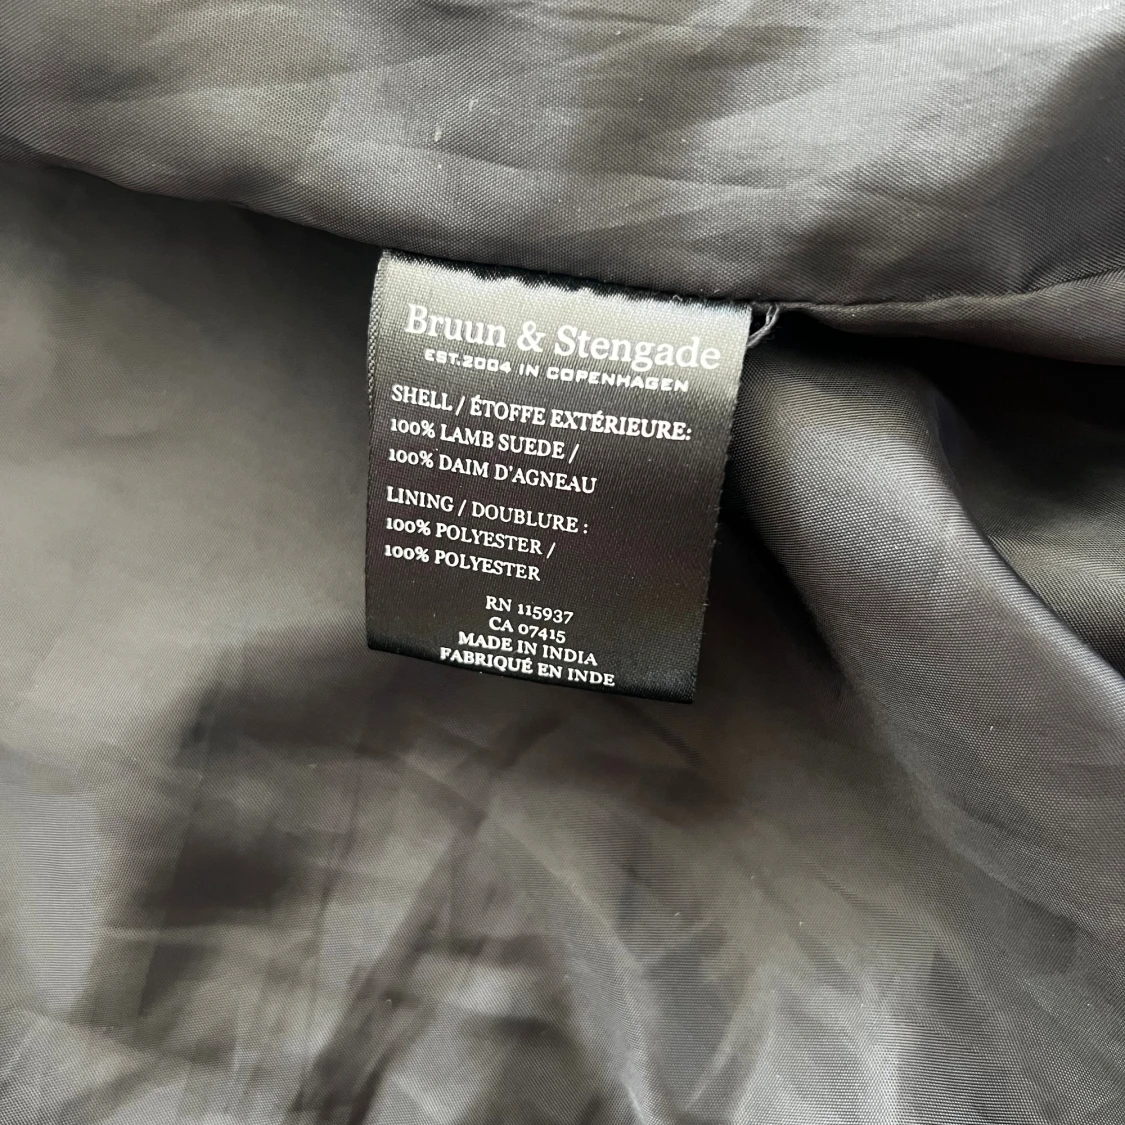 Bruun & Stengade
EST.2004 IN COPENHAGEN
SHELL / ÉTOFFE EXTÉRIEURE:
100% LAMB SUEDE /
100% DAIM D'AGNEAU
LINING / DOUBLURE :
100% POLYESTER /
100% POLYESTER
RN 115937
CA 07415
MADE IN INDIA
FABRIQUÉ EN INDE